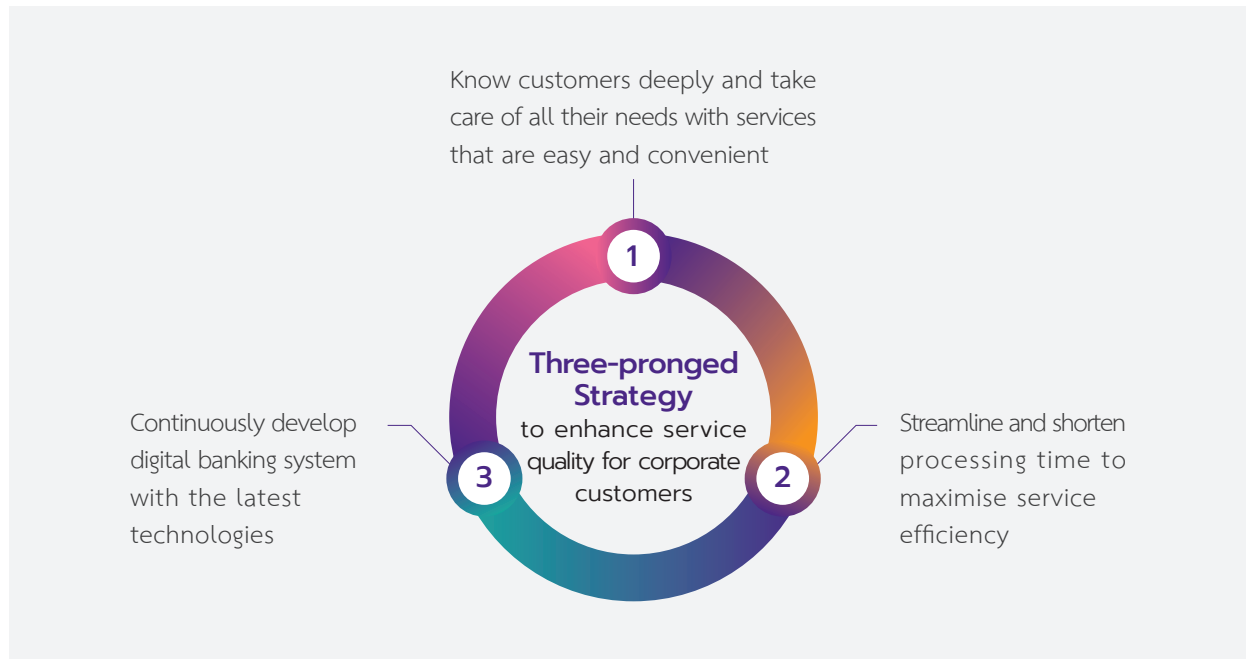 Know customers deeply and take
care of all their needs with services
that are easy and convenient
1
Three-pronged
Strategy
to enhance service
quality for corporate
customers
2
Streamline and shorten
processing time to
maximise service
efficiency
3
Continuously develop
digital banking system
with the latest
technologies